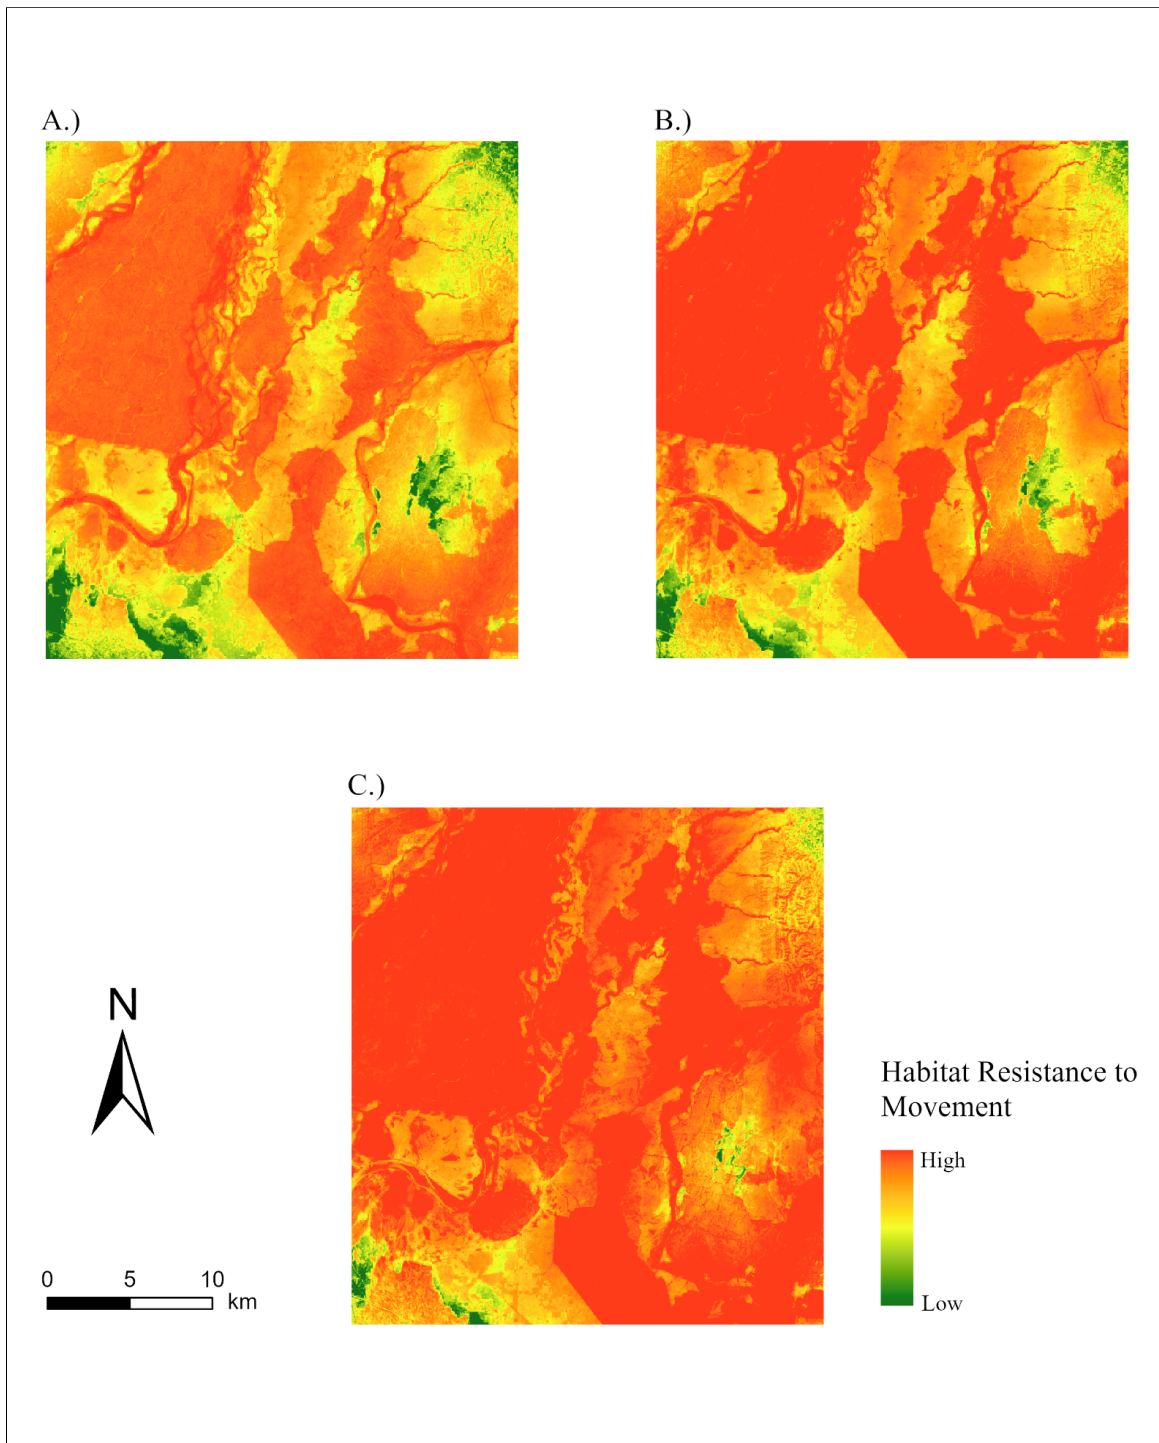 A.)
B.)
C.)
N
Habitat Resistance to
Movement
High
Low
0 5 10
km